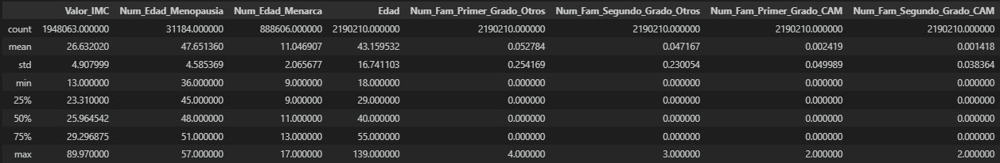 Valor_IMC Num_Edad_Menopausia Num_Edad_Menarca Edad Num_Fam_Primer_Grado_Otros Num_Fam_Segundo_Grado_Otros Num_Fam_Primer_Grado_CAM Num_Fam_Segundo_Grado_CAM
count 1948063.000000 31184.000000 888606.000000 2190210.000000 2190210.000000 2190210.000000 2190210.000000 2190210.000000
mean 26.632020 47.651360 11.046907 43.159532 0.052784 0.047167 0.002419 0.001418
std 4.907999 4.585369 2.065677 16.741103 0.254169 0.230054 0.049989 0.038364
min 13.000000 36.000000 9.000000 18.000000 0.000000 0.000000 0.000000 0.000000
25% 23.310000 45.000000 9.000000 29.000000 0.000000 0.000000 0.000000 0.000000
50% 25.964542 48.000000 11.000000 40.000000 0.000000 0.000000 0.000000 0.000000
75% 29.296875 51.000000 13.000000 55.000000 0.000000 0.000000 0.000000 0.000000
max 89.970000 57.000000 17.000000 139.000000 4.000000 3.000000 2.000000 2.000000